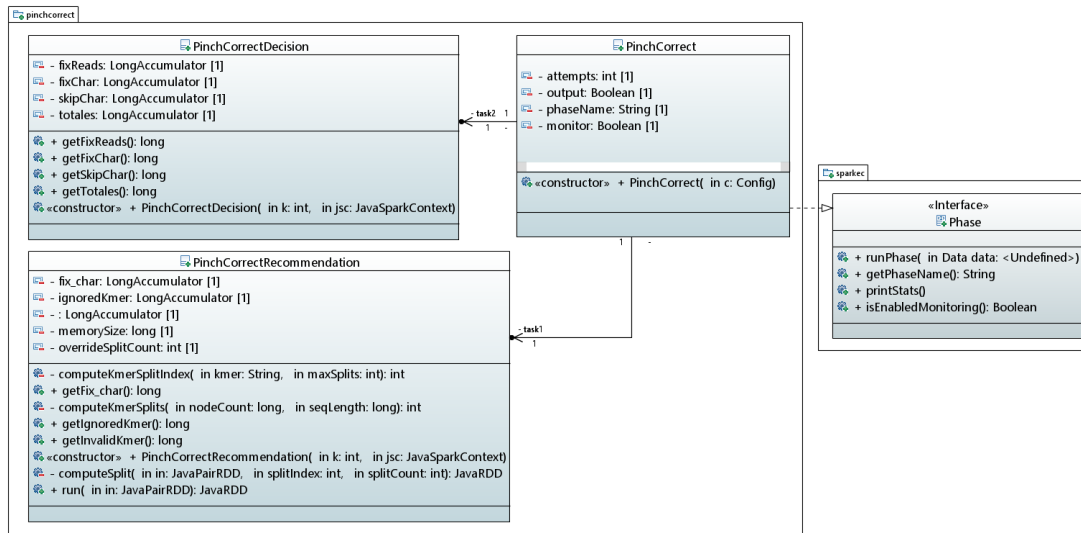 pinchcorrect
PinchCorrectDecision
- fixReads: LongAccumulator [1]
- fixChar: LongAccumulator [1]
- skipChar: LongAccumulator [1]
- totales: LongAccumulator [1]
+ getFixReads(): long
+ getFixChar(): long
+ getSkipChar(): long
+ getTotales(): long
«constructor» + PinchCorrectDecision( in k: int, in jsc: JavaSparkContext)
- task2 1
1 -
PinchCorrect
- attempts: int [1]
- output: Boolean [1]
- phaseName: String [1]
- monitor: Boolean [1]
«constructor» + PinchCorrect( in c: Config)
1 -
- task1
1
PinchCorrectRecommendation
- fix_char: LongAccumulator [1]
- ignoredKmer: LongAccumulator [1]
- : LongAccumulator [1]
- memorySize: long [1]
- overrideSplitCount: int [1]
- computeKmerSplitIndex( in kmer: String, in maxSplits: int): int
+ getFix_char(): long
- computeKmerSplits( in nodeCount: long, in seqLength: long): int
+ getIgnoredKmer(): long
+ getInvalidKmer(): long
«constructor» + PinchCorrectRecommendation( in k: int, in jsc: JavaSparkContext)
- computeSplit( in in: JavaPairRDD, in splitIndex: int, in splitCount: int): JavaRDD
+ run( in in: JavaPairRDD): JavaRDD
sparkec
«Interface»
Phase
+ runPhase( in Data data: <Undefined>)
+ getPhaseName(): String
+ printStats()
+ isEnabledMonitoring(): Boolean